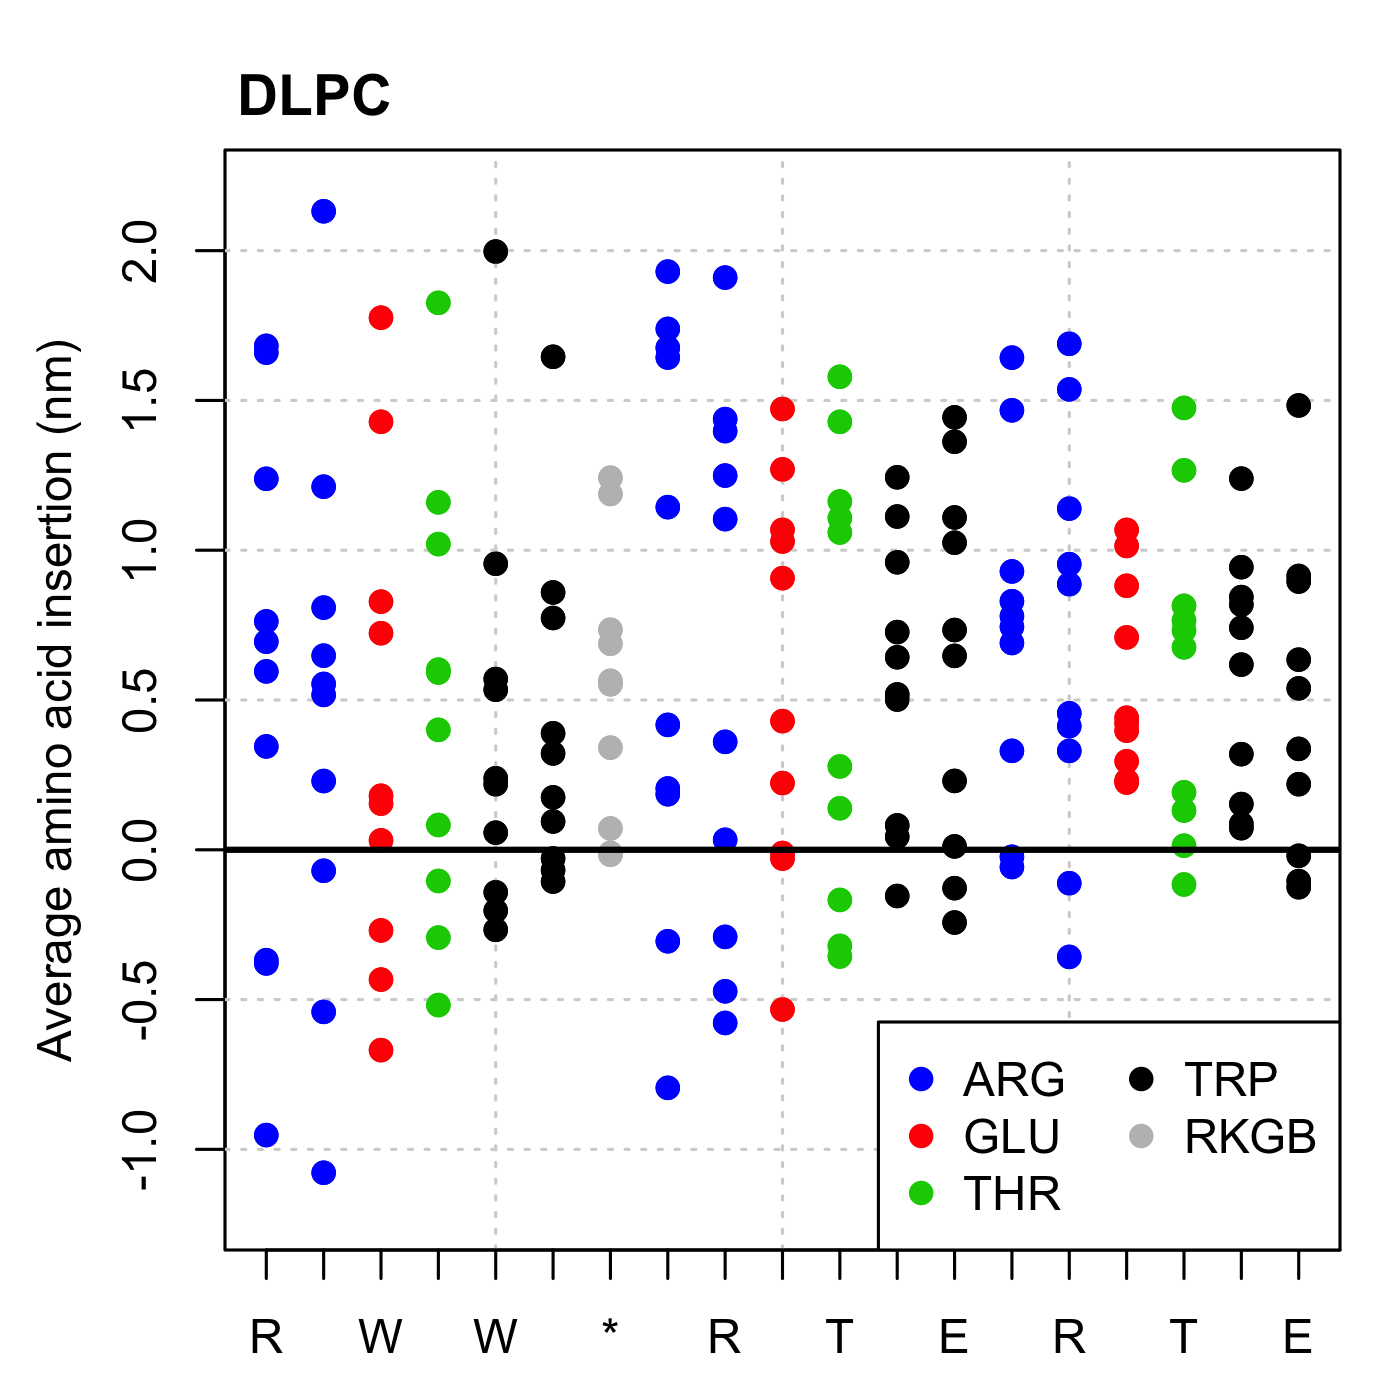 DLPC
Average amino acid insertion (nm)
2.0
1.5
1.0
0.5
0.0
-0.5
-1.0
ARG TRP
GLU RKGB
THR
R W W * R T E R T E